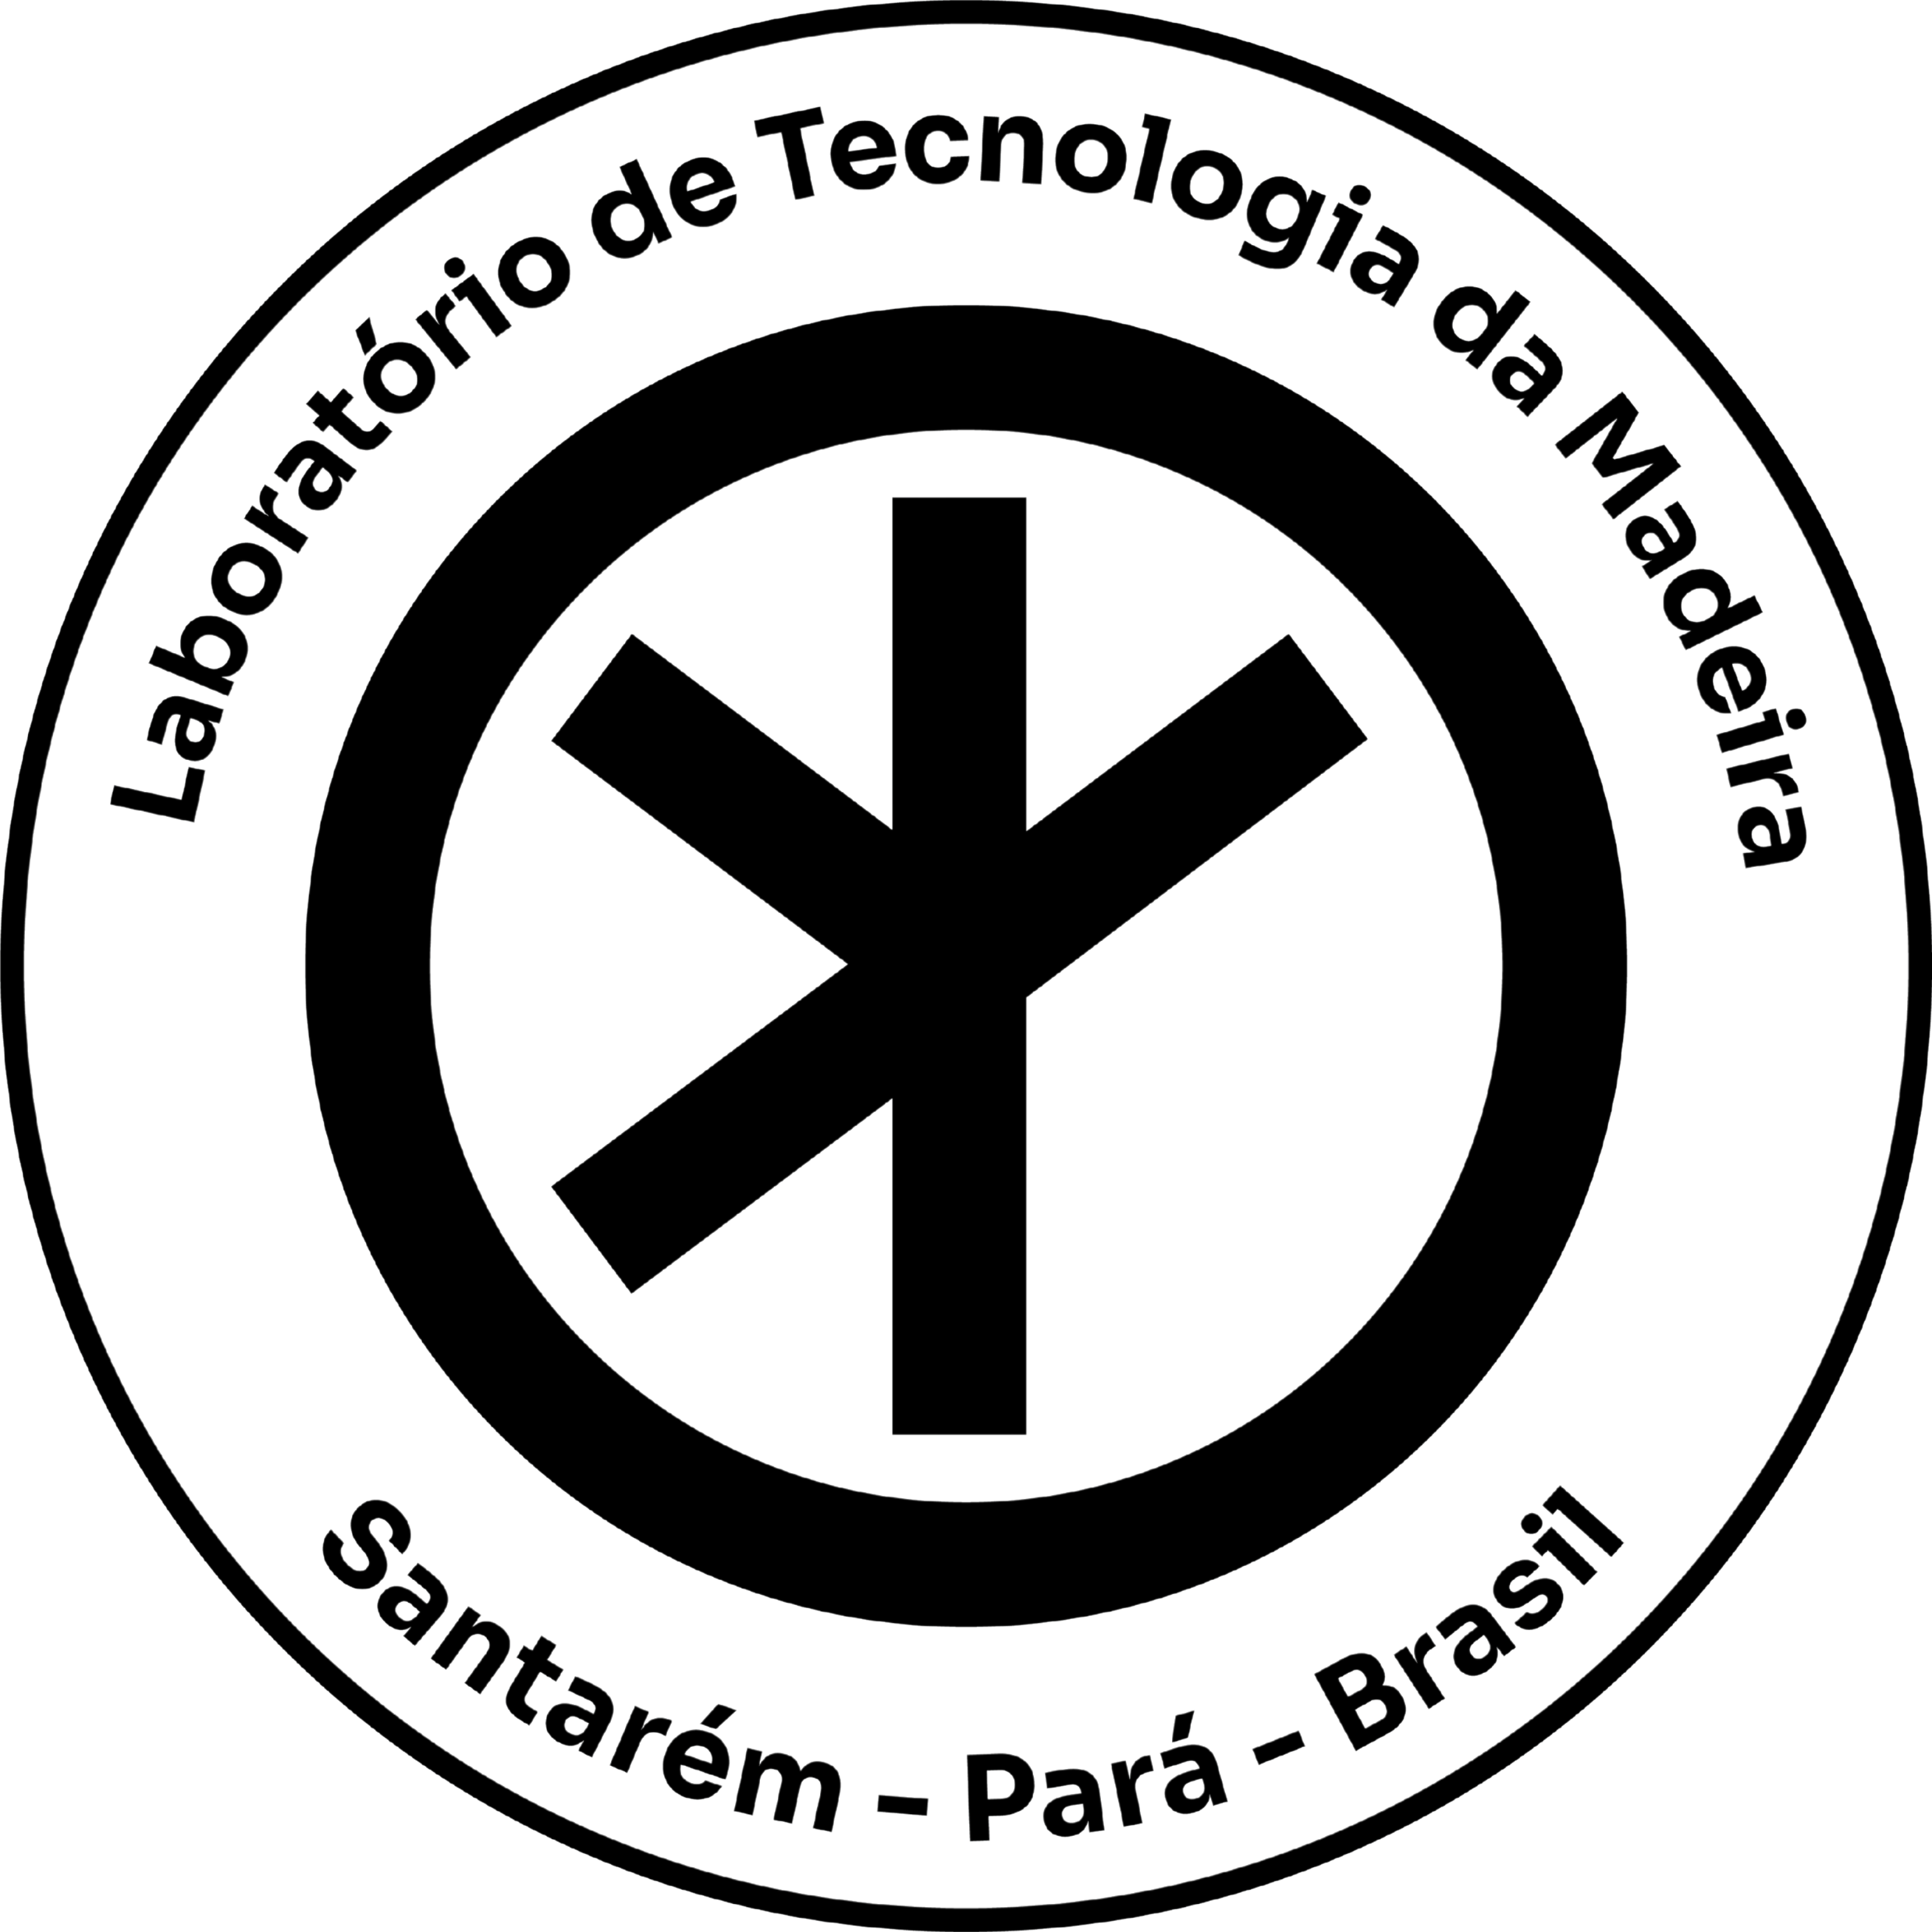 Laboratório de Tecnologia da Madeira
Santarém - Pará - Brasil